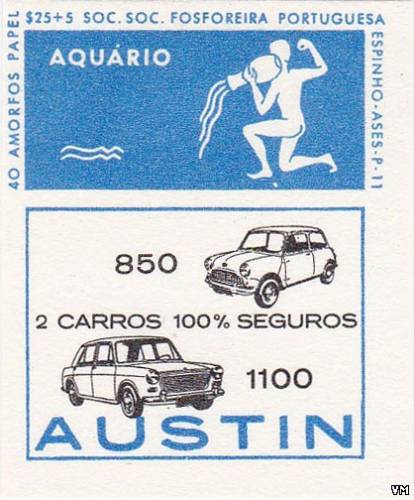 $25+5 SOC. SOC. FOSFOREIRA PORTUGUESA
40 AMORFOS PAPEL
ESPINHO-ASES-P-11
AQUÁRIO
850
2 CARROS 100% SEGUROS
1100
AUSTIN
VM